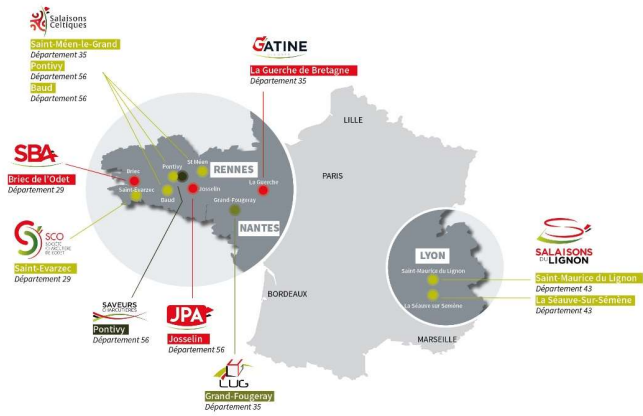 Salaisons
Celtiques
Saint-Méen-le-Grand
Département 35
Pontivy
Département 56
Baud
Département 56
GATINE
La Guerche de Bretagne
Département 35
LILLE
PARIS
SBA
Briec de l'Odet
Département 29
Briec
Saint-Evarzec
Pontivy
Baud
St Méen
RENNES
Josselin
La Guerche
Grand-Fougeray
NANTES
SCO
Saint-Evarzec
Département 29
LYON
Saint-Maurice du Lignon
La Séauve sur Semène
SALAISONS
DU LIGNON
Saint-Maurice du Lignon
Département 43
La Séauve-Sur-Sémène
Département 43
BORDEAUX
MARSEILLE
SAVEURS
D'ARCUTERIES
Pontivy
Département 56
JPA
Josselin
Département 56
LUG
Grand-Fougeray
Département 35